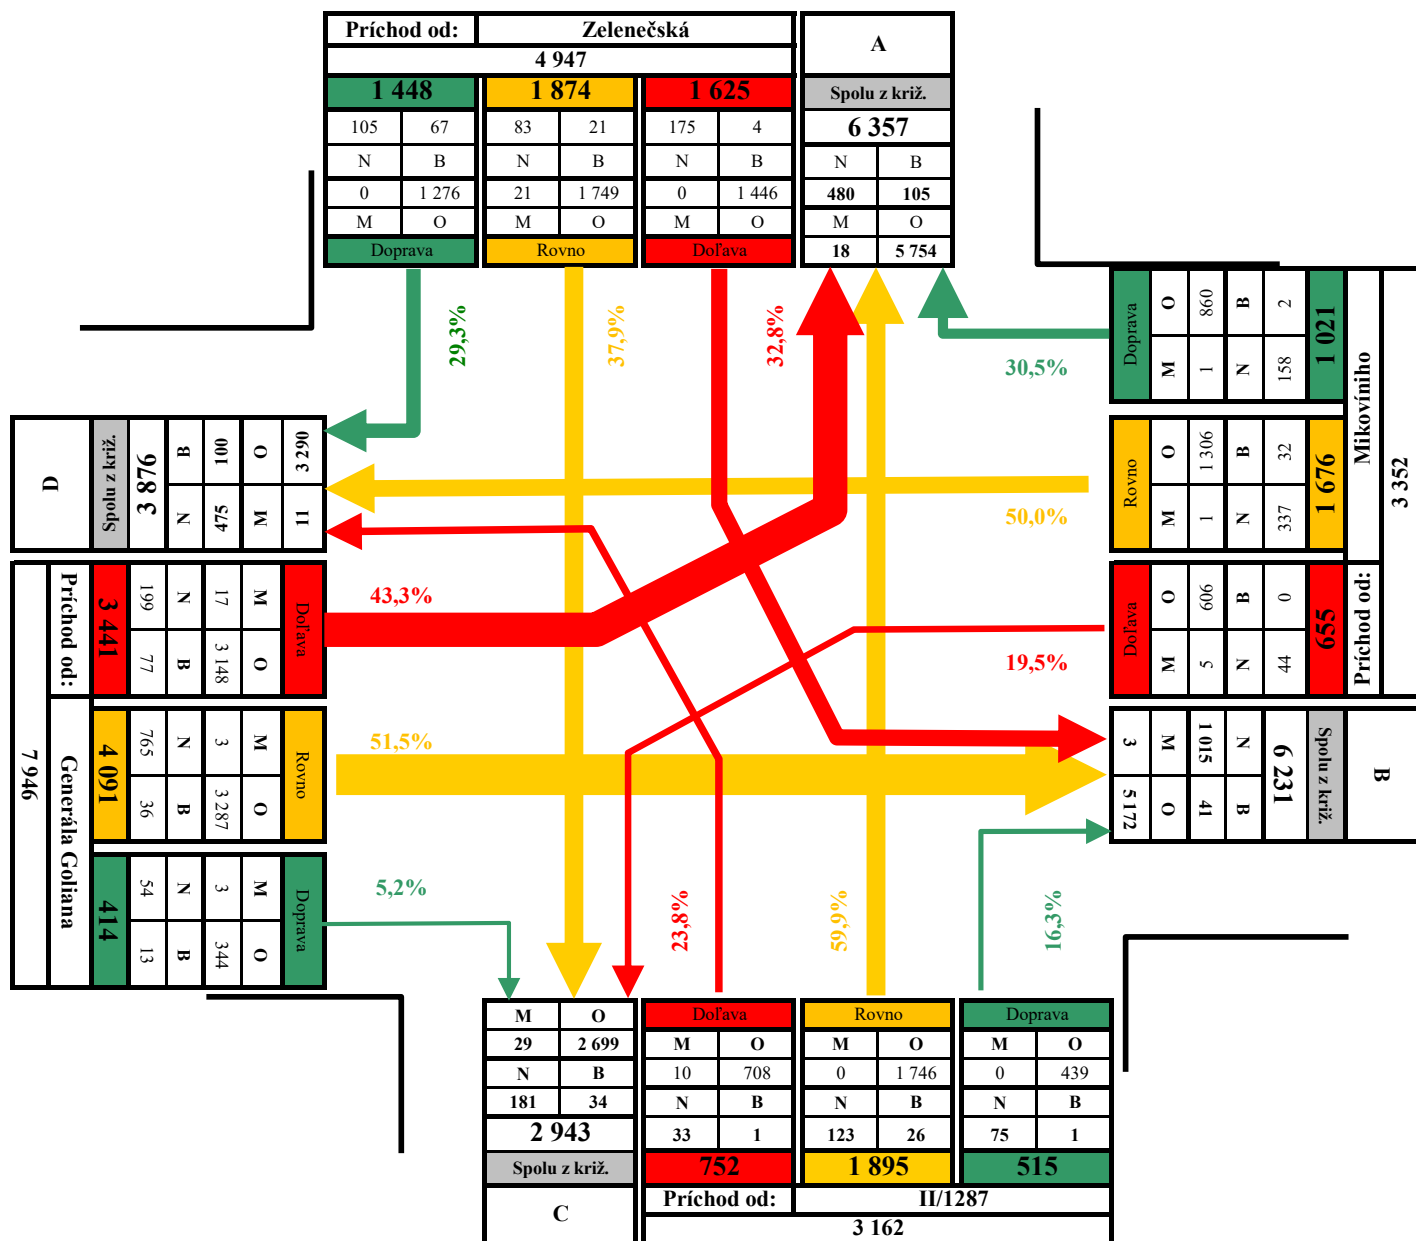 Príchod od: Zelenečská
4 947
1 448 1 874 1 625
105 67 83 21 175 4
N B N B N B
0 1 276 21 1 749 0 1 446
M O M O M O
Doprava Rovno Doľava
A
Spolu z križ.
6 357
N B
480 105
M O
18 5 754
29,3%
37,9%
32,8%
30,5%
50,0%
19,5%
43,3%
51,5%
5,2%
23,8%
59,9%
16,3%
Príchod od: Mikovíniho
3 352
1 021
2 158
B N
860 1
O M
Doprava
1 676
32 337
B N
1 306 1
O M
Rovno
655
0 44
B N
606 5
O M
Doľava
B
Spolu z križ.
6 231
N B
1 015 41
M O
3 5 172
D
Spolu z križ.
3 876
B N
100 475
O M
3 290 11
Príchod od: Generála Goliana
7 946
3 441
199 77
N B
17 3 148
M O
Doľava
4 091
765 36
N B
3 3 287
M O
Rovno
414
54 13
N B
3 344
M O
Doprava
M O
29 2 699
N B
181 34
2 943
Spolu z križ.
C
Doľava Rovno Doprava
M O M O M O
10 708 0 1 746 0 439
N B N B N B
33 1 123 26 75 1
752 1 895 515
Príchod od: II/1287
3 162